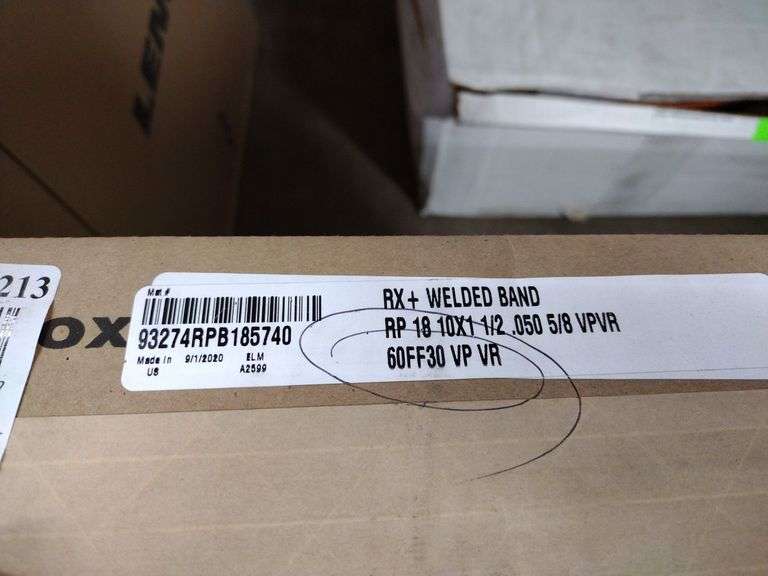 LEN
213
OX
Mat #
93274RPB185740
Made In 9/1/2020 ELM
US A2599
RX+ WELDED BAND
RP 18 10X1 1/2 .050 5/8 VPVR
60FF30 VP VR